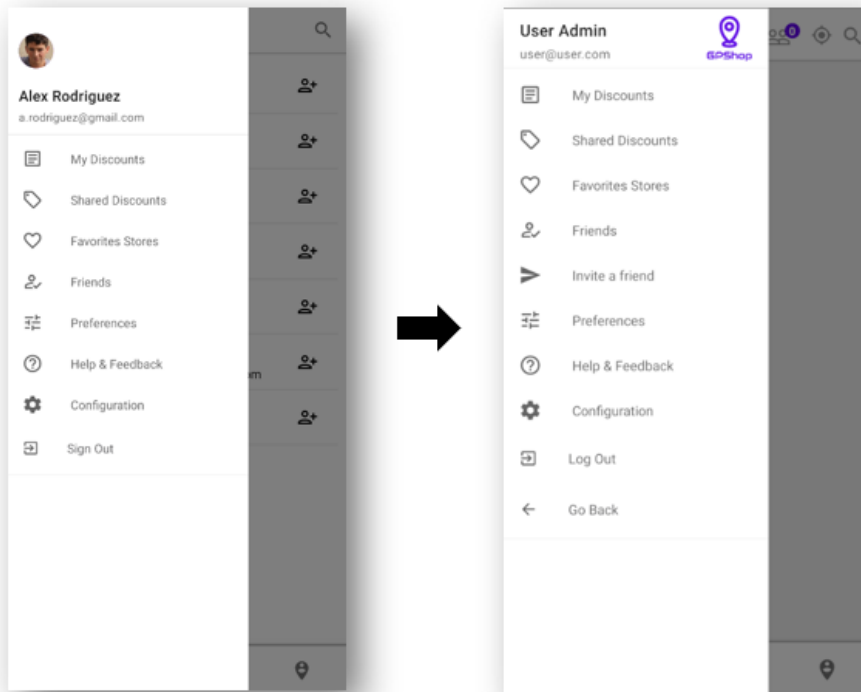 Alex Rodriguez
a.rodriguez@gmail.com
My Discounts
Shared Discounts
Favorites Stores
Friends
Preferences
Help & Feedback
Configuration
Sign Out
m
User Admin
user@user.com
GPShop
0
My Discounts
Shared Discounts
Favorites Stores
Friends
Invite a friend
Preferences
Help & Feedback
Configuration
Log Out
Go Back